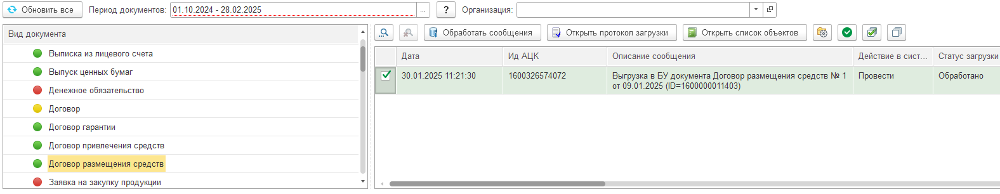 Обновить все Период документов: 01.10.2024 - 28.02.2025 ... ? Организация:
Вид документа
Выписка из лицевого счета
Выпуск ценных бумаг
Денежное обязательство
Договор
Договор гарантии
Договор привлечения средств
Договор размещения средств
Заявка на закупку продукции
Обработать сообщения Открыть протокол загрузки Открыть список объектов
Дата Ид АЦК Описание сообщения Действие в сист... Статус загрузки
30.01.2025 11:21:30 1600326574072 Выгрузка в БУ документа Договор размещения средств № 1 Провести Обработано
от 09.01.2025 (ID=1600000011403)